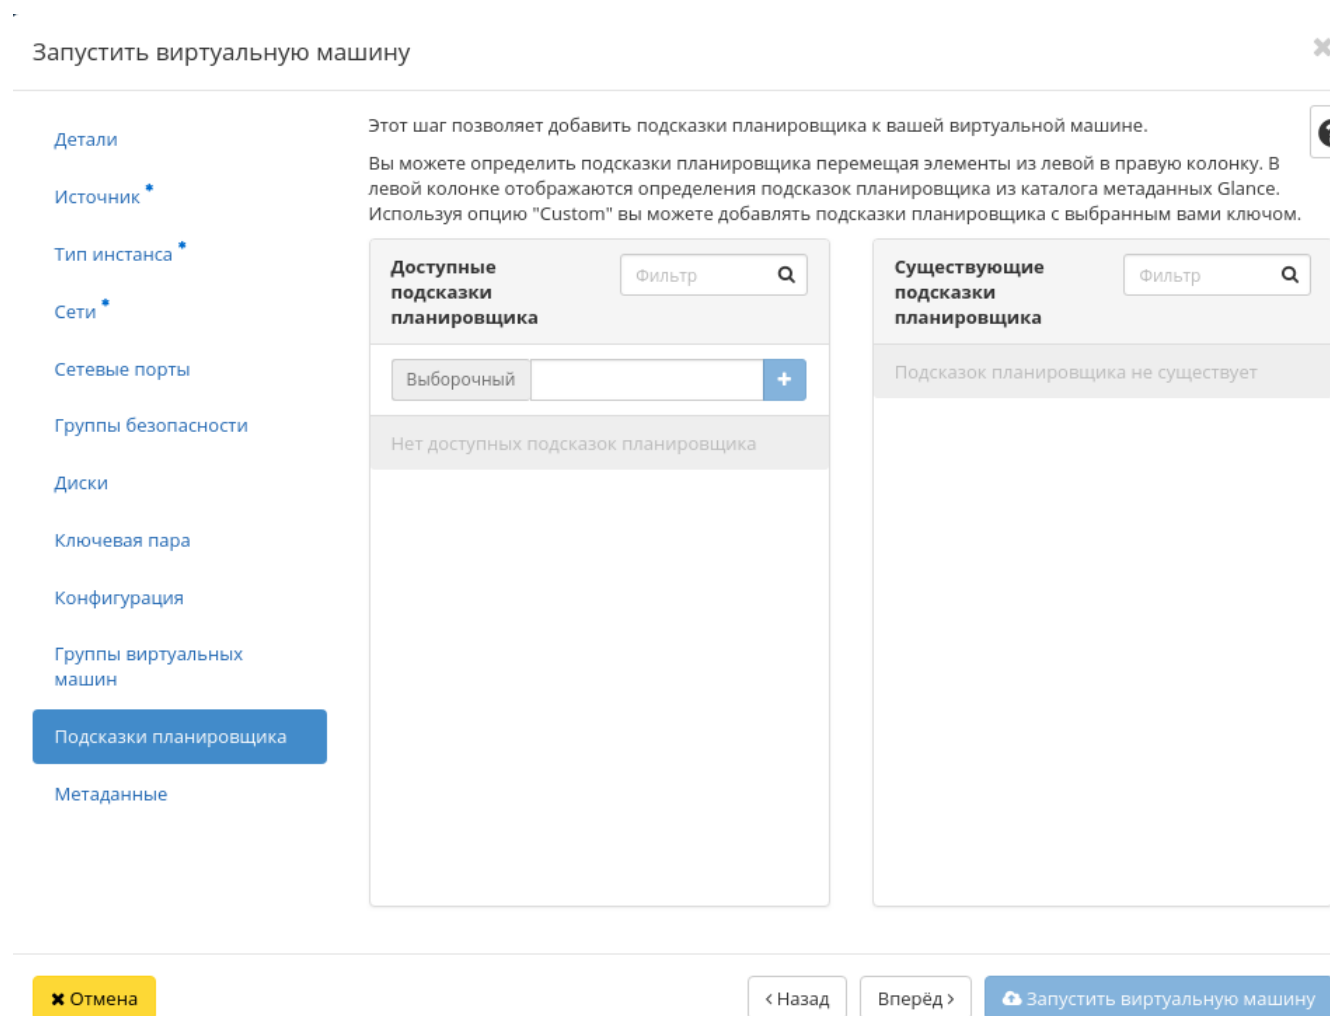 Запустить виртуальную машину
Детали
Источник *
Тип инстанса *
Сети *
Сетевые порты
Группы безопасности
Диски
Ключевая пара
Конфигурация
Группы виртуальных
машин
Подсказки планировщика
Метаданные
Этот шаг позволяет добавить подсказки планировщика к вашей виртуальной машине.
Вы можете определить подсказки планировщика перемещая элементы из левой в правую колонку. В
левой колонке отображаются определения подсказок планировщика из каталога метаданных Glance.
Используя опцию "Custom" вы можете добавлять подсказки планировщика с выбранным вами ключом.
Доступные
подсказки
планировщика
Фильтр
Выборочный
Нет доступных подсказок планировщика
Существующие
подсказки
планировщика
Фильтр
Подсказок планировщика не существует
Отмена
< Назад
Вперёд >
Запустить виртуальную машину